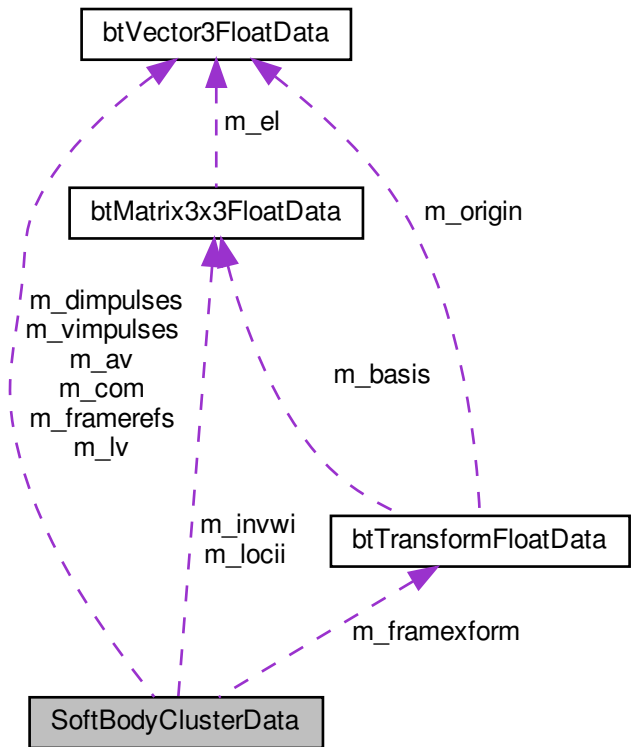 btVector3FloatData
m_el
btMatrix3x3FloatData
m_origin
m_dimpulses
m_vimpulses
m_av
m_com
m_framerefs
m_lv
m_basis
m_invwi
m_locii
btTransformFloatData
m_framexform
SoftBodyClusterData